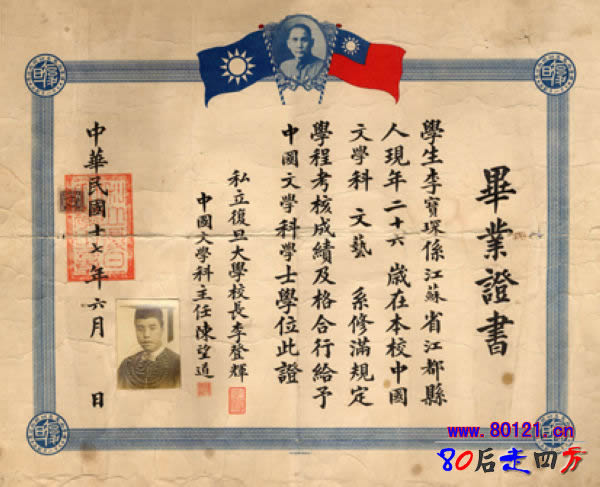 畢業證書
學生李寶琛係江蘇省江都縣
人現年二十六歲在本校中國
文學科 文藝 系修滿規定
學程考核成績及格合行給予
中國文學科學士學位此證
私立復旦大學校長李登輝
中國文學科主任陳望道
中華民國十七年六月 日
www.80121.cn
80后走四方